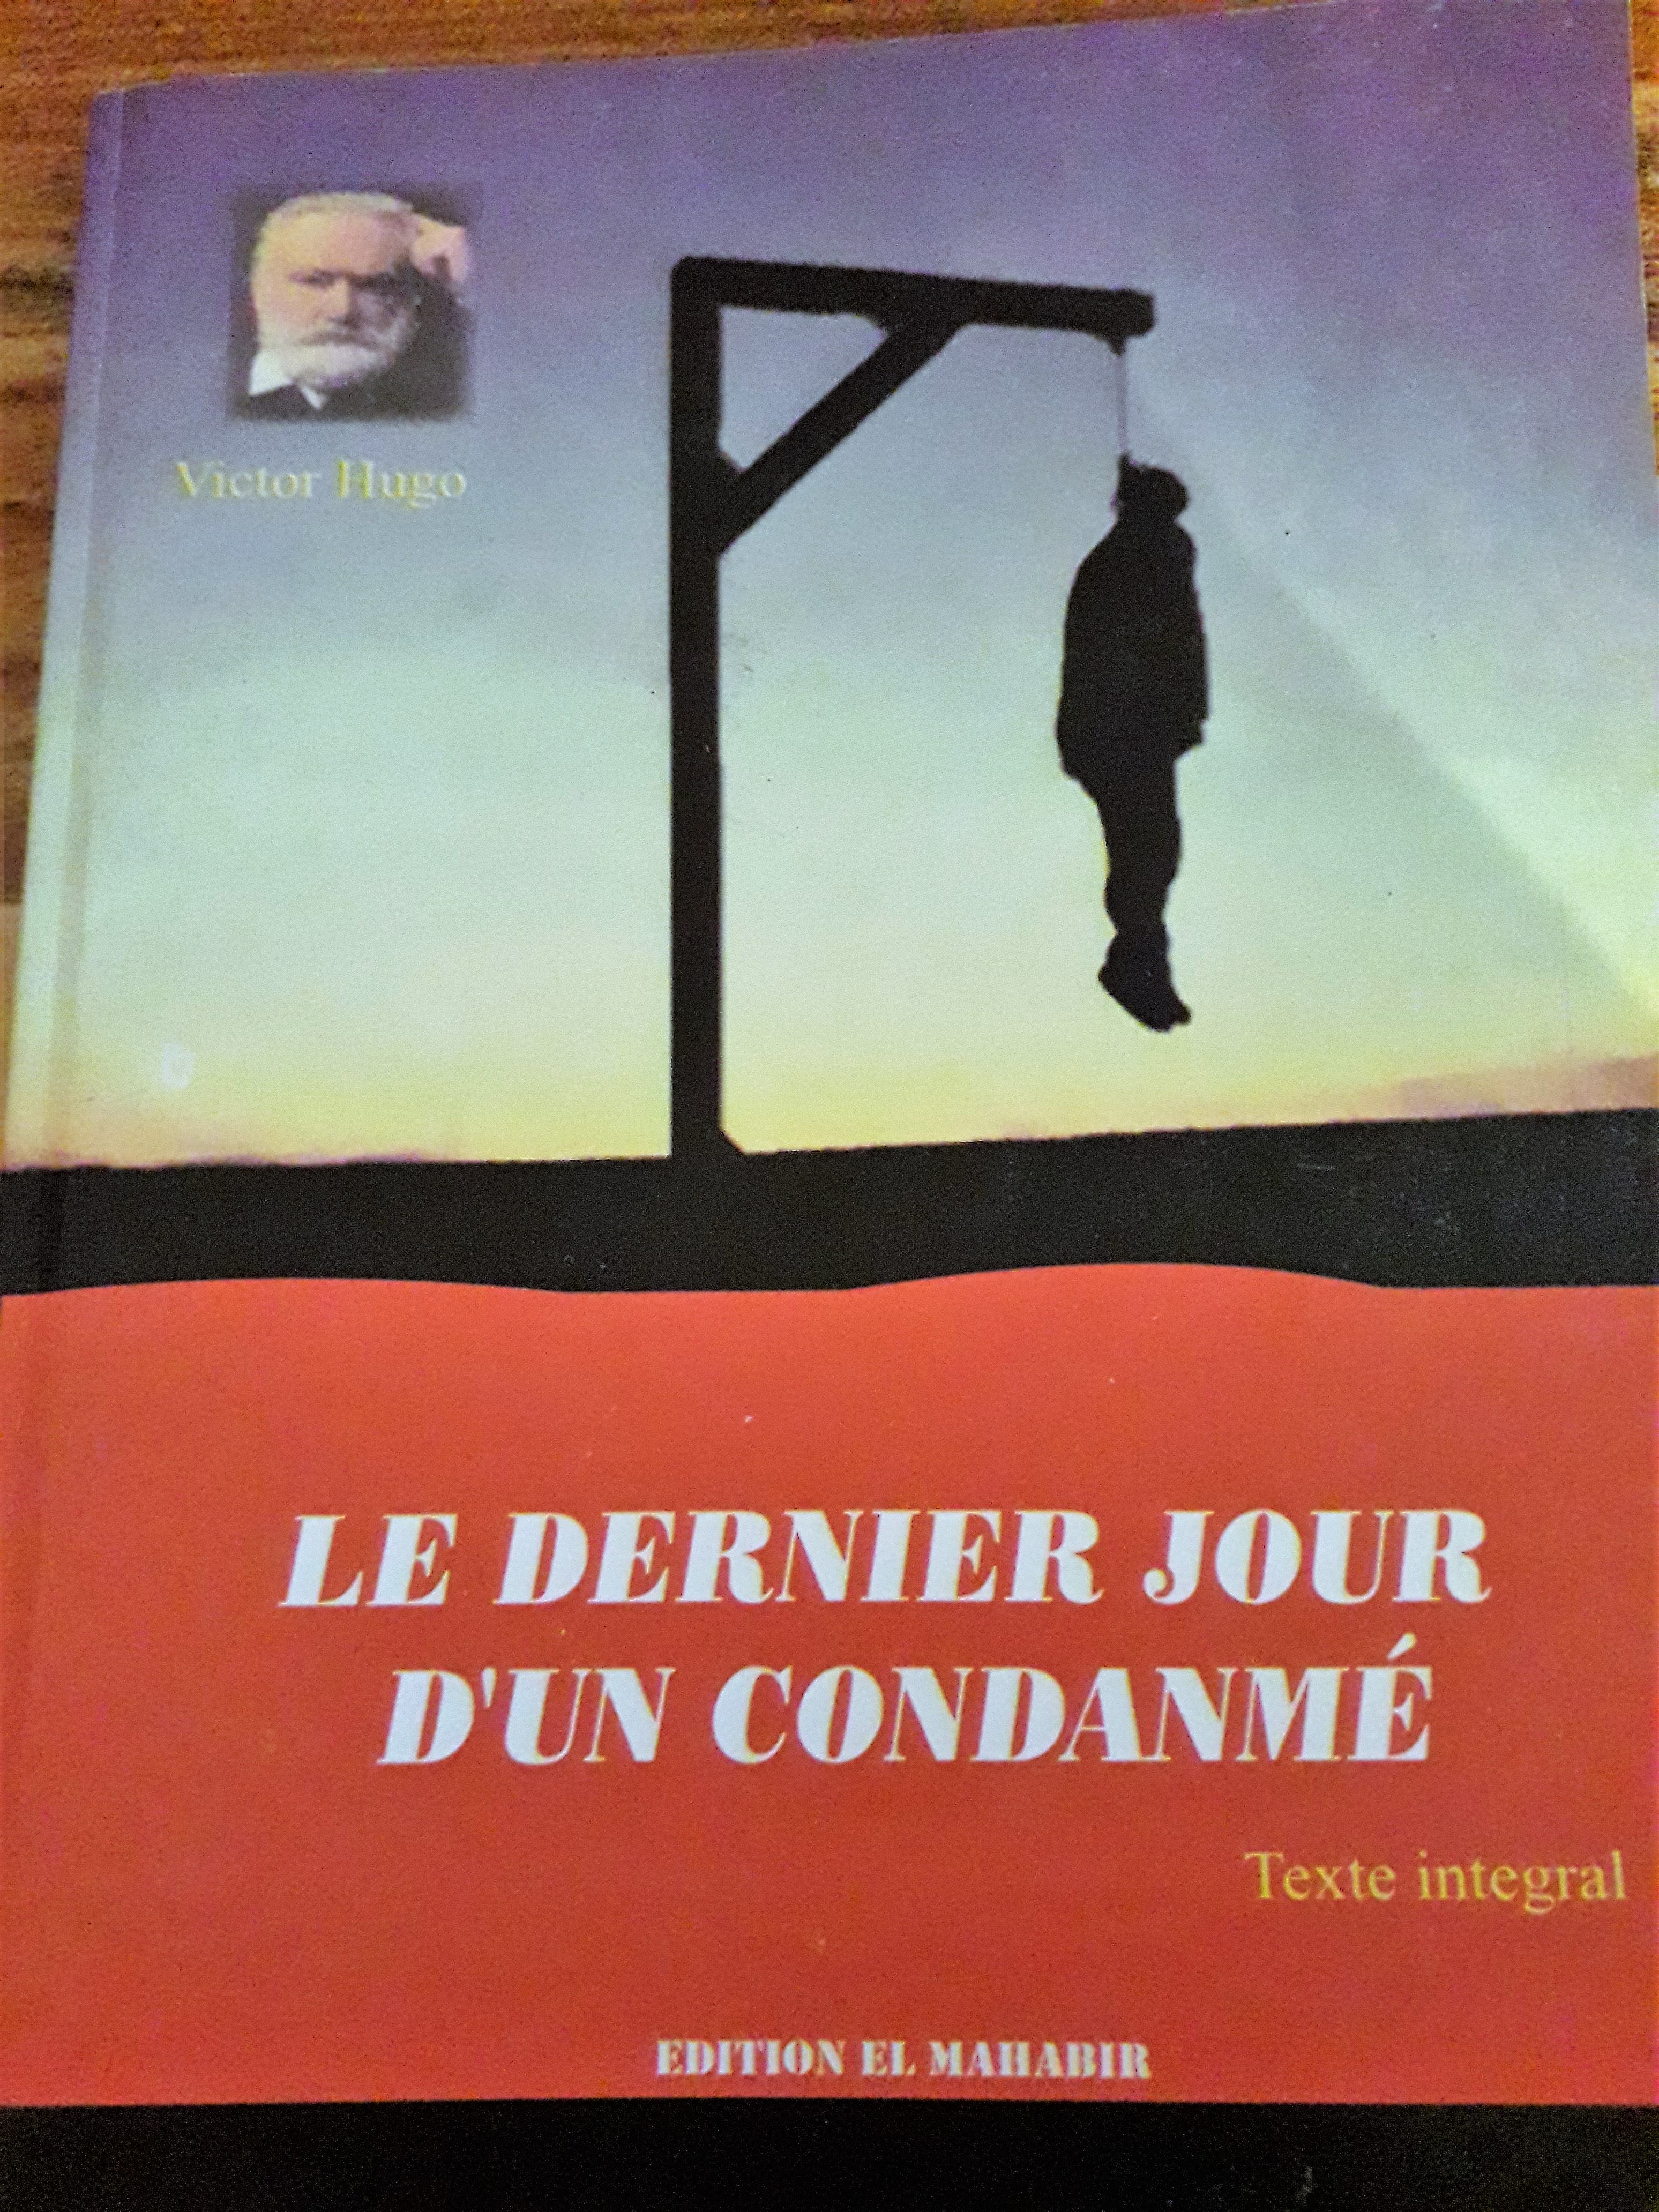 Victor Hugo
LE DERNIER JOUR
D'UN CONDANMÉ
Texte integral
EDITION EL MAHABIR